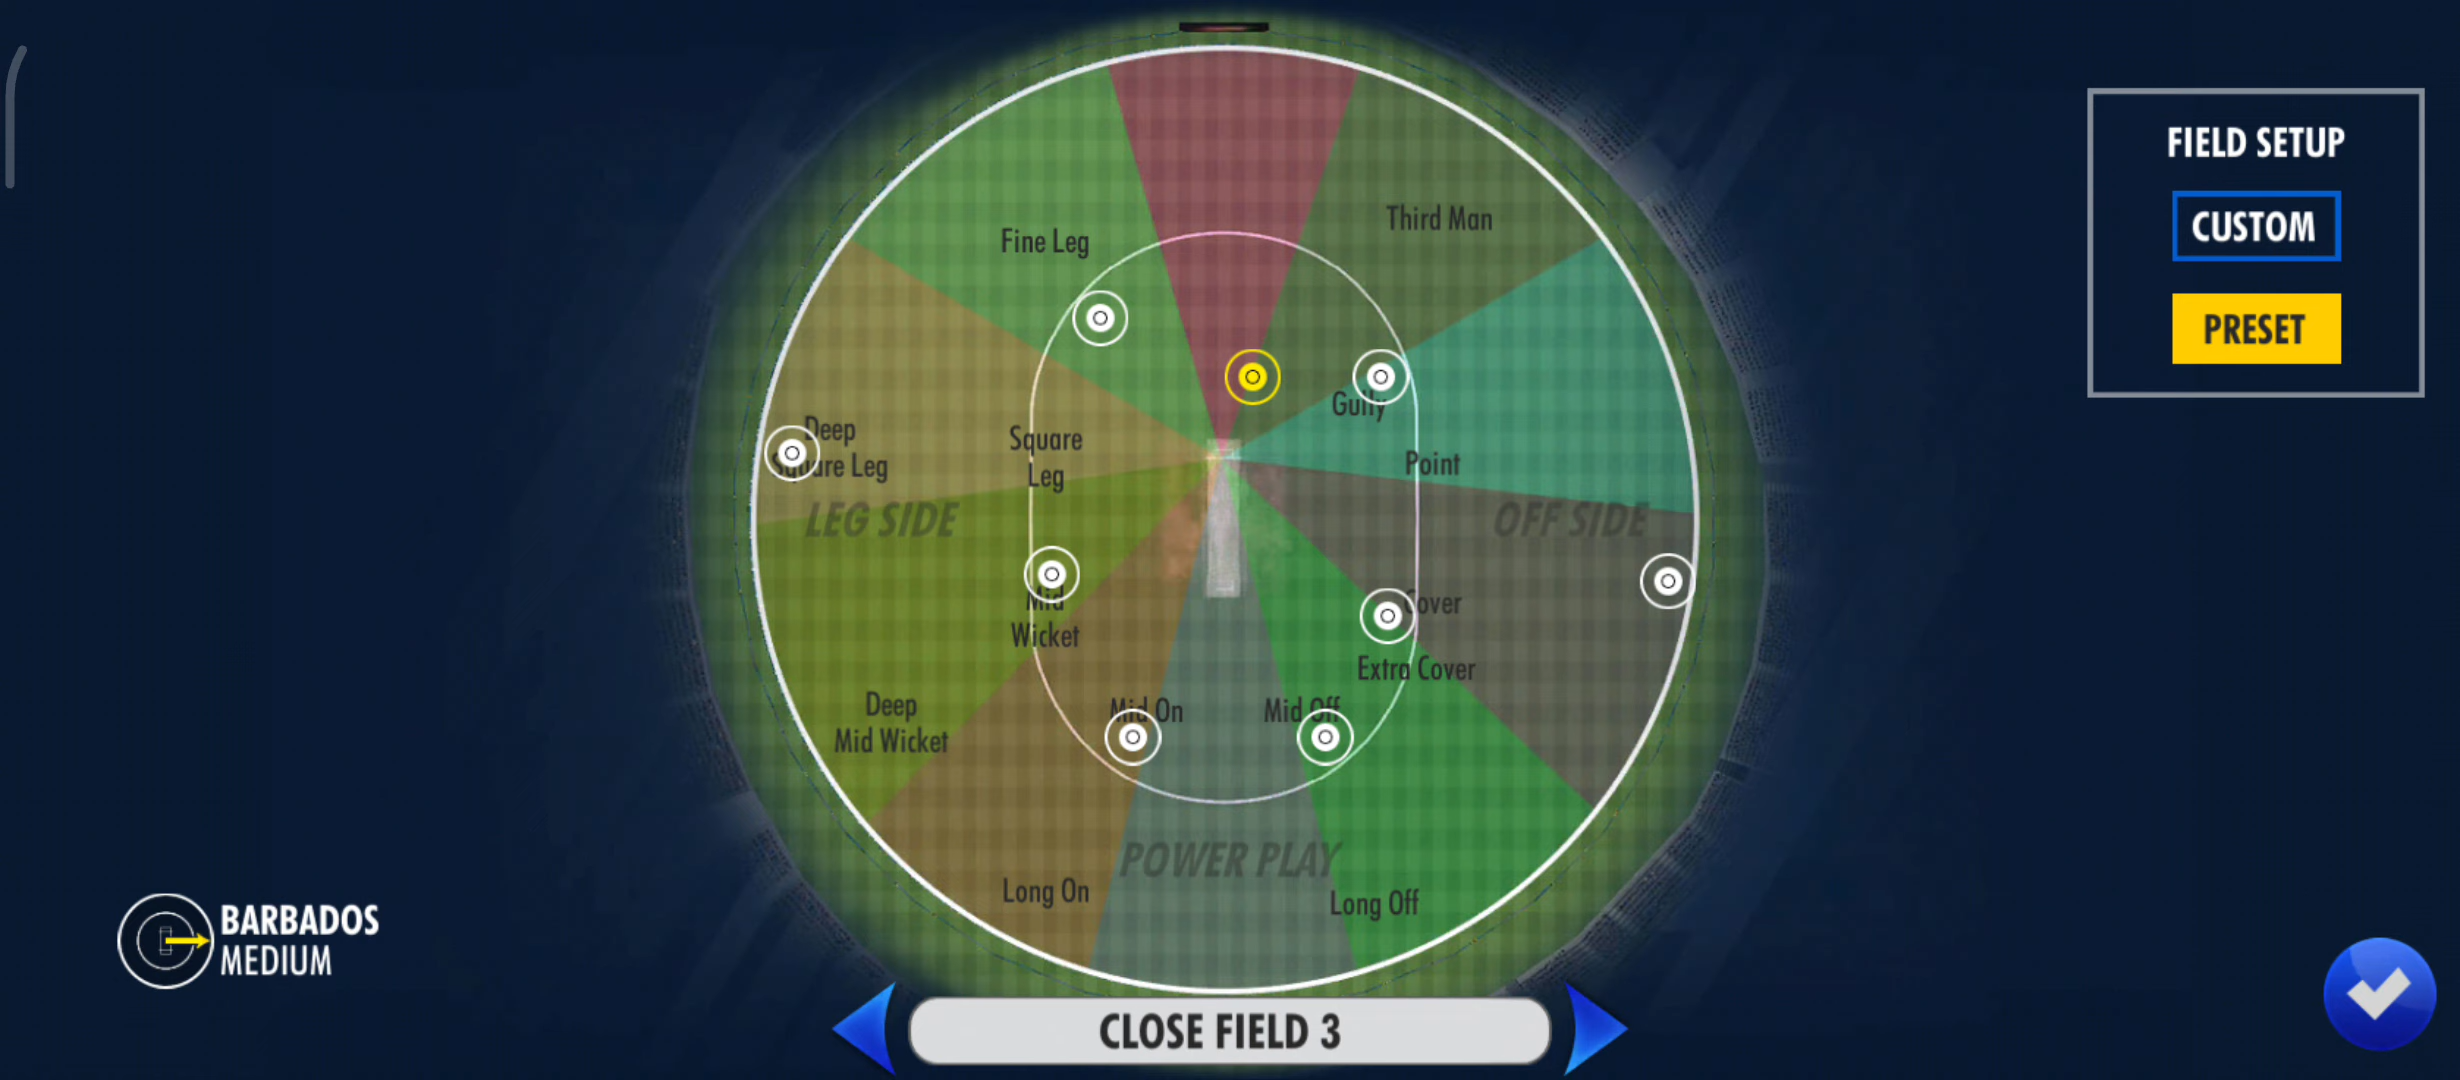 FIELD SETUP
CUSTOM
PRESET
Third Man
Fine Leg
Gully
Deep
Square Leg
Square
Leg
Point
LEG SIDE
OFF SIDE
Mid
Wicket
Cover
Extra Cover
Deep
Mid Wicket
Mid On
Mid Off
POWER PLAY
Long On
Long Off
BARBADOS
MEDIUM
CLOSE FIELD 3